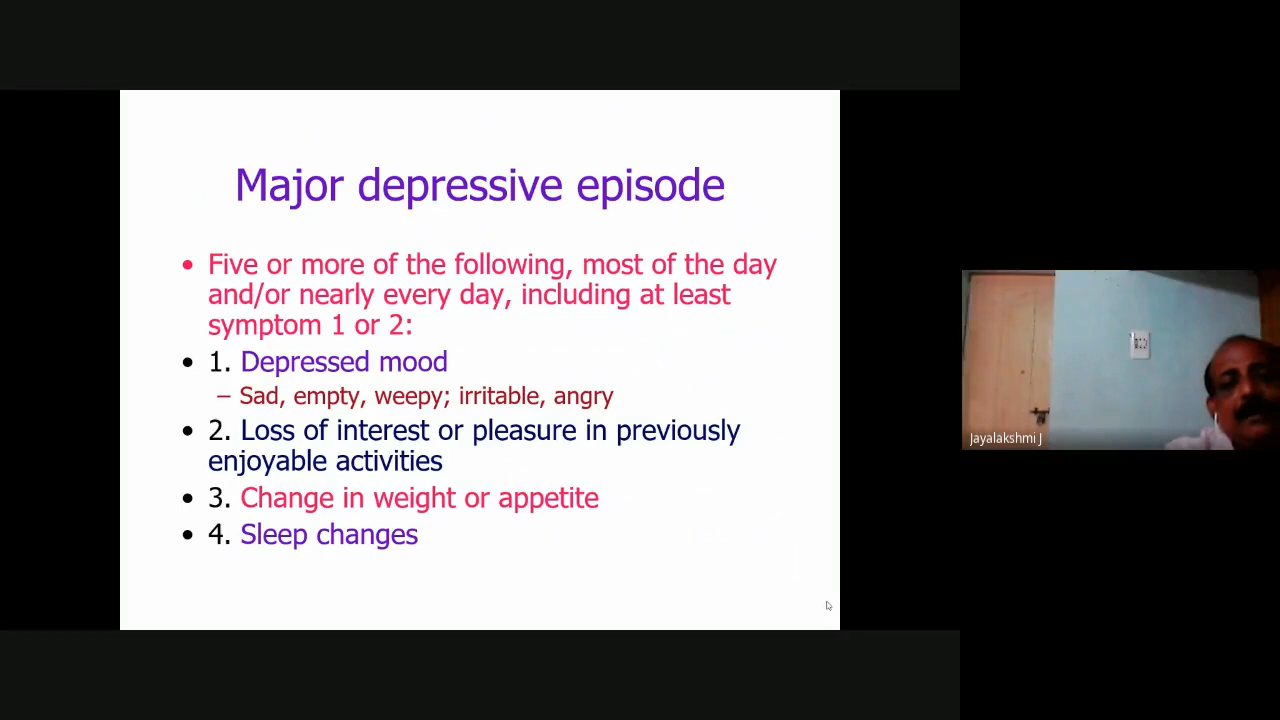 Major depressive episode
• Five or more of the following, most of the day
and/or nearly every day, including at least
symptom 1 or 2:
• 1. Depressed mood
– Sad, empty, weepy; irritable, angry
• 2. Loss of interest or pleasure in previously
enjoyable activities
• 3. Change in weight or appetite
• 4. Sleep changes
Jayalakshmi J